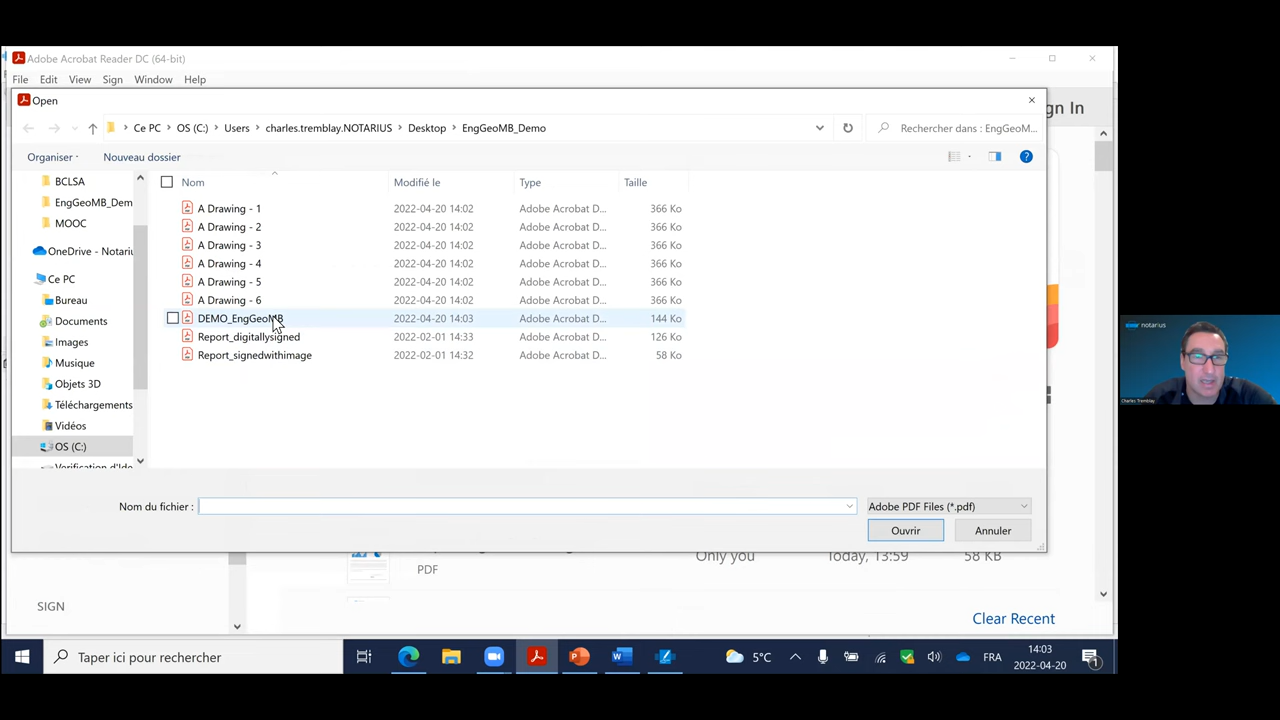 Adobe Acrobat Reader DC (64-bit)
File Edit View Sign Window Help
Open
gn In
Ce PC > OS (C:) > Users > charles.tremblay.NOTARIUS > Desktop > EngGeoMB_Demo
Rechercher dans : EngGeoM...
Organiser
Nouveau dossier
BCLSA
EngGeoMB_Dem
MOOC
OneDrive - Notariu
Ce PC
Bureau
Documents
Images
Musique
Objets 3D
Téléchargements
Vidéos
OS (C:)
Verification d'Ide
Nom Modifié le Type Taille
A Drawing - 1 2022-04-20 14:02 Adobe Acrobat D... 366 Ko
A Drawing - 2 2022-04-20 14:02 Adobe Acrobat D... 366 Ko
A Drawing - 3 2022-04-20 14:02 Adobe Acrobat D... 366 Ko
A Drawing - 4 2022-04-20 14:02 Adobe Acrobat D... 366 Ko
A Drawing - 5 2022-04-20 14:02 Adobe Acrobat D... 366 Ko
A Drawing - 6 2022-04-20 14:02 Adobe Acrobat D... 366 Ko
DEMO_EngGeoMB 2022-04-20 14:03 Adobe Acrobat D... 144 Ko
Report_digitallysigned 2022-02-01 14:33 Adobe Acrobat D... 126 Ko
Report_signedwithimage 2022-02-01 14:32 Adobe Acrobat D... 58 Ko
Nom du fichier :
Adobe PDF Files (*.pdf)
Ouvrir
Annuler
Only you Today, 13:59 58 KB
PDF
SIGN
Clear Recent
Taper ici pour rechercher
5°C
FRA
14:03
2022-04-20
1
notarius
Charles Tremblay